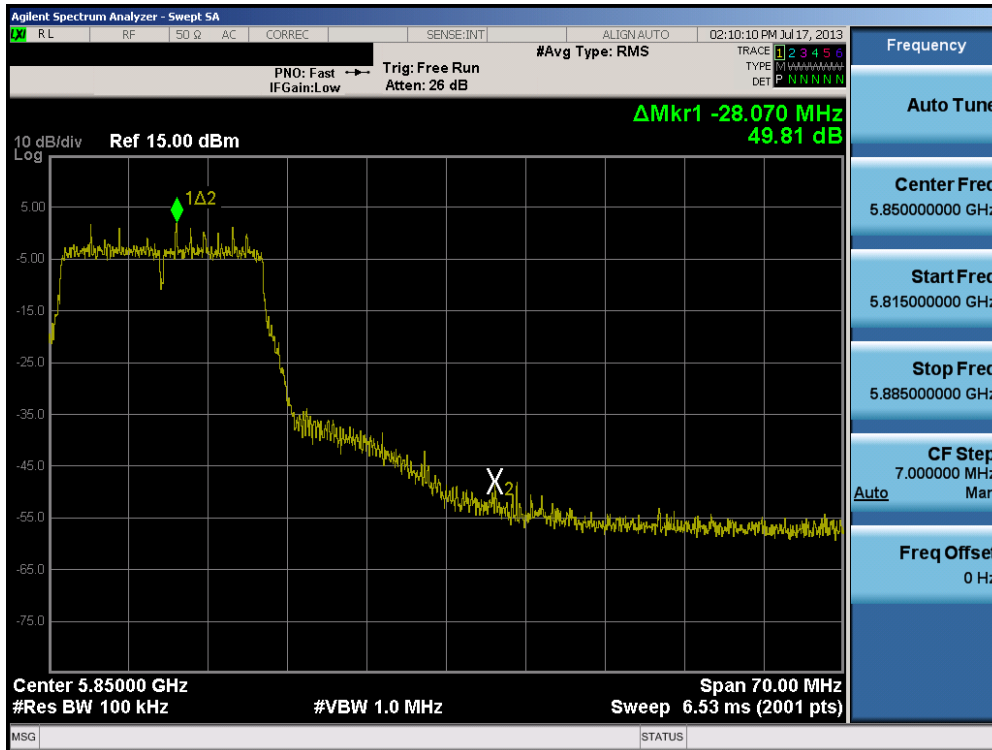 Agilent Spectrum Analyzer - Swept SA
LXI RL RF 50 Ω AC CORREC SENSE:INT ALIGN AUTO 02:10:10 PM Jul 17, 2013
#Avg Type: RMS
TRACE 1 2 3 4 5 6
TYPE M
DET P N N N N N
PNO: Fast
IFGain:Low
Trig: Free Run
Atten: 26 dB
ΔMkr1 -28.070 MHz
49.81 dB
10 dB/div
Log
Ref 15.00 dBm
5.00
-5.00
-15.0
-25.0
-35.0
-45.0
-55.0
-65.0
-75.0
1Δ2
X2
Center 5.85000 GHz
#Res BW 100 kHz
#VBW 1.0 MHz
Span 70.00 MHz
Sweep 6.53 ms (2001 pts)
MSG
STATUS
Frequency
Auto Tune
Center Freq
5.850000000 GHz
Start Freq
5.815000000 GHz
Stop Freq
5.885000000 GHz
CF Step
7.000000 MHz
Auto Man
Freq Offset
0 Hz